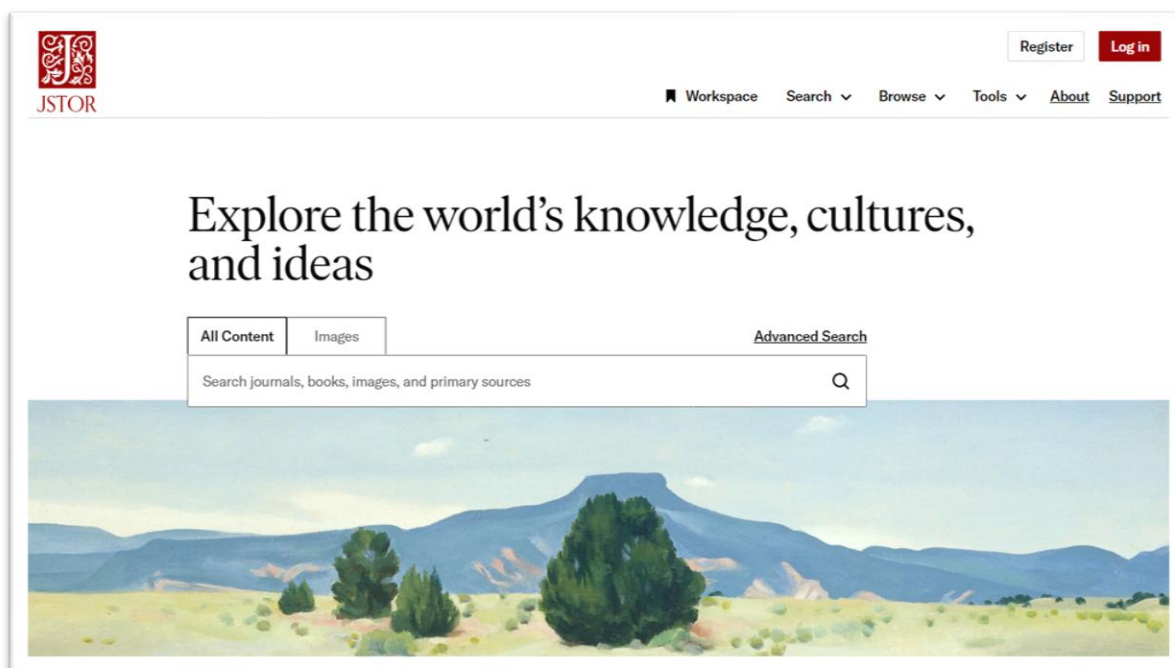 JSTOR
Register
Log in
Workspace
Search
Browse
Tools
About
Support
Explore the world’s knowledge, cultures,
and ideas
All Content
Images
Advanced Search
Search journals, books, images, and primary sources